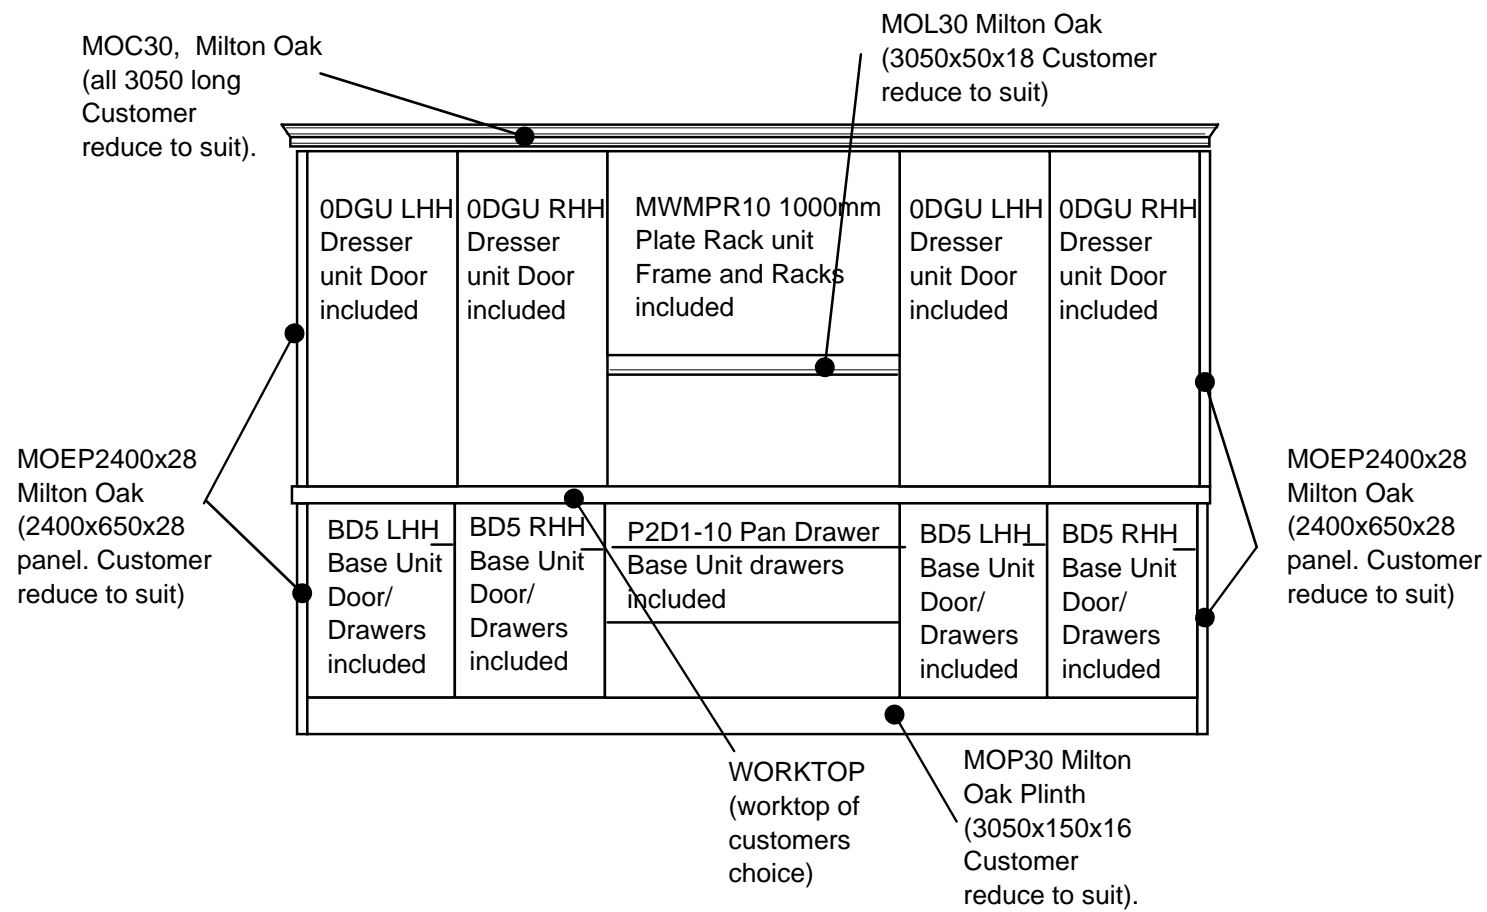 MOC30,  Milton Oak
(all 3050 long
Customer
reduce to suit).
MOL30 Milton Oak
(3050x50x18 Customer
reduce to suit)
0DGU LHH
Dresser
unit Door
included
0DGU RHH
Dresser
unit Door
included
MWMPR10 1000mm
Plate Rack unit
Frame and Racks
included
0DGU LHH
Dresser
unit Door
included
0DGU RHH
Dresser
unit Door
included
MOEP2400x28
Milton Oak
(2400x650x28
panel. Customer
reduce to suit)
MOEP2400x28
Milton Oak
(2400x650x28
panel. Customer
reduce to suit)
BD5 LHH
Base Unit
Door/
Drawers
included
BD5 RHH
Base Unit
Door/
Drawers
included
P2D1-10 Pan Drawer
Base Unit drawers
included
BD5 LHH
Base Unit
Door/
Drawers
included
BD5 RHH
Base Unit
Door/
Drawers
included
WORKTOP
(worktop of
customers
choice)
MOP30 Milton
Oak Plinth
(3050x150x16
Customer
reduce to suit).